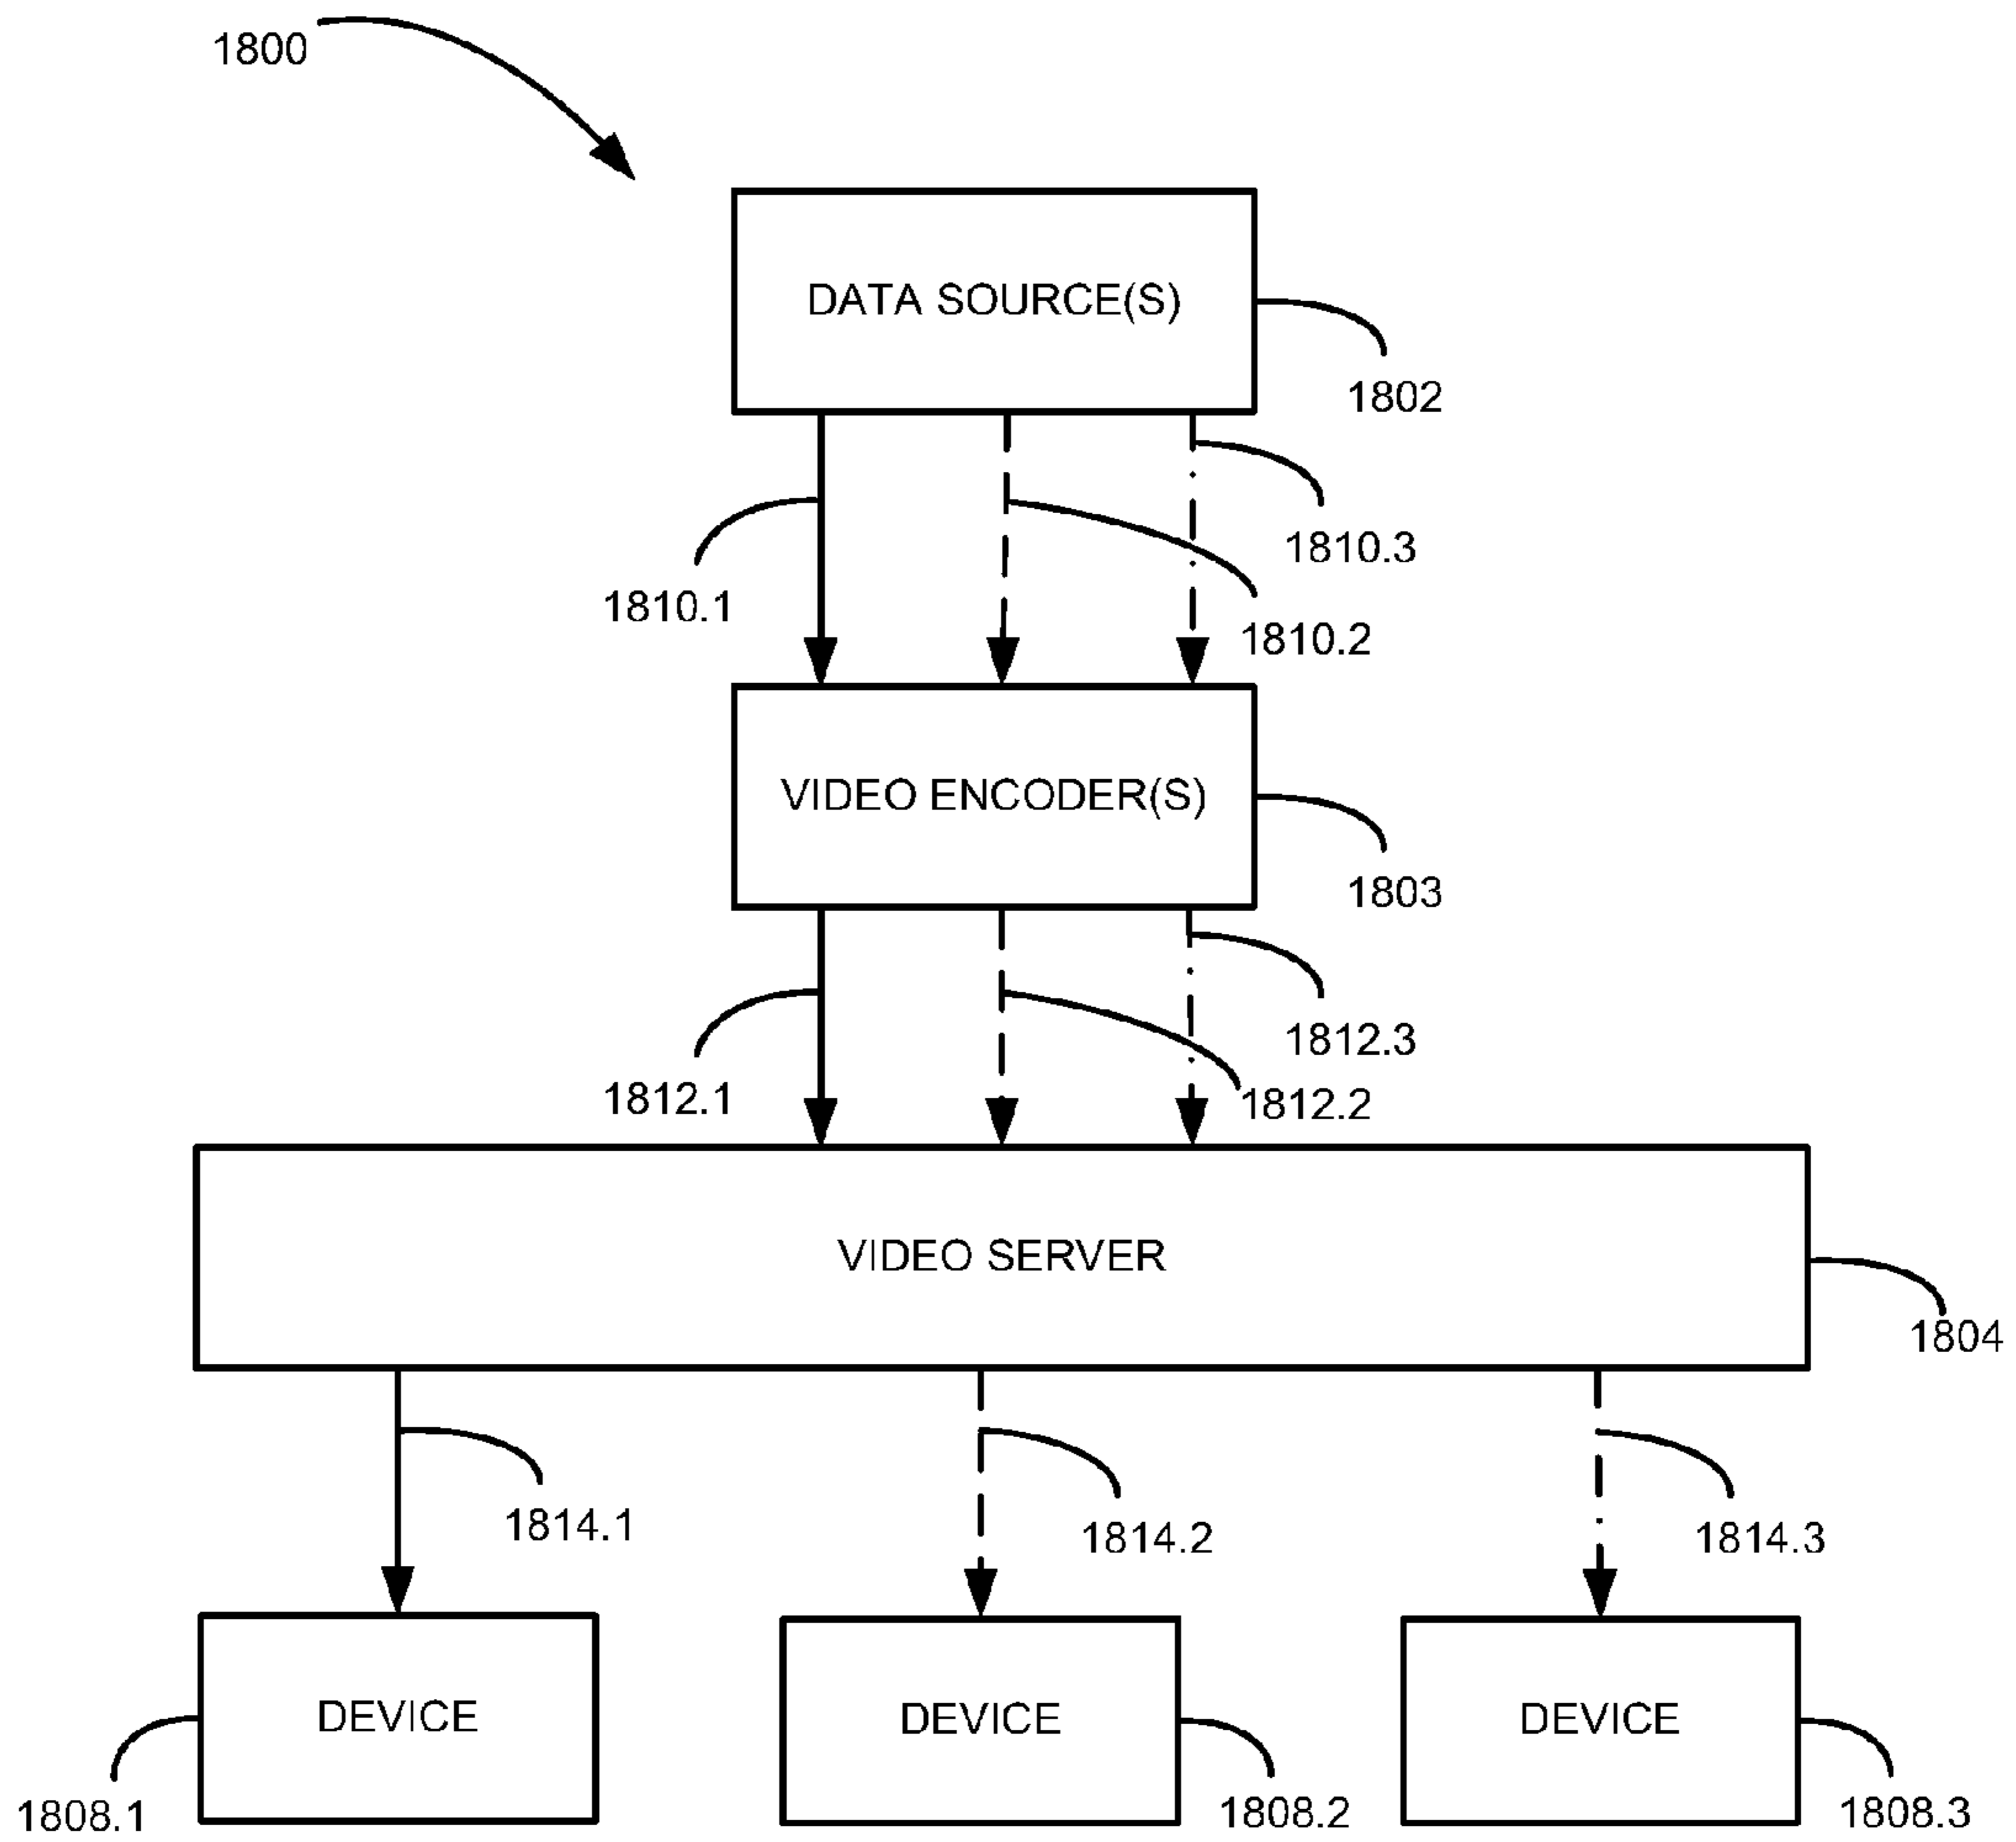 1800
DATA SOURCE(S)
1802
1810.3
1810.1
1810.2
VIDEO ENCODER(S)
1803
1812.3
1812.1
1812.2
VIDEO SERVER
1804
1814.1
1814.2
1814.3
DEVICE
DEVICE
DEVICE
1808.1
1808.2
1808.3